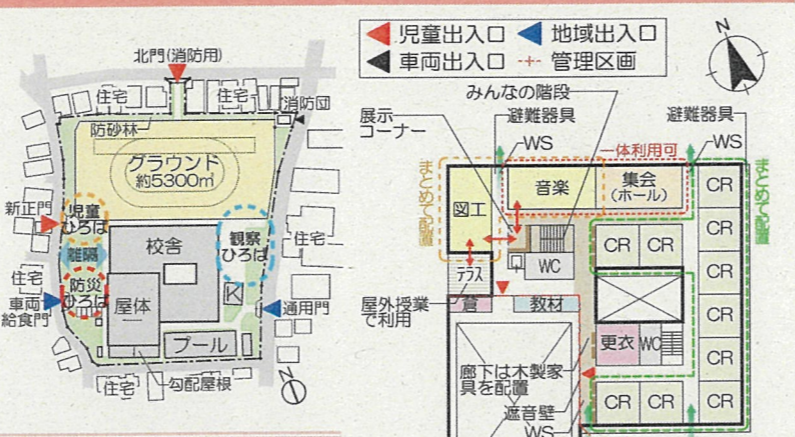 北門(消防用)
住宅
住宅
消防団
防砂林
グラウンド
約5300㎡
新正門
児童
ひろば
校舎
観察
ひろば
住宅
離隔
住宅
防災
ひろば
屋体
車両
給食門
通用門
プール
住宅
勾配屋根
N
児童出入口
地域出入口
車両出入口
管理区画
N
みんなの階段
展示
コーナー
避難器具
避難器具
WS
WS
一体利用可
まとめて配置
まとめて配置
音楽
集会
(ホール)
CR
図工
CR
CR
CR
WC
テラス
CR
倉
教材
屋外授業
で利用
CR
更衣
WC
CR
廊下は木製家
具を配置
CR
CR
CR
遮音壁
WS